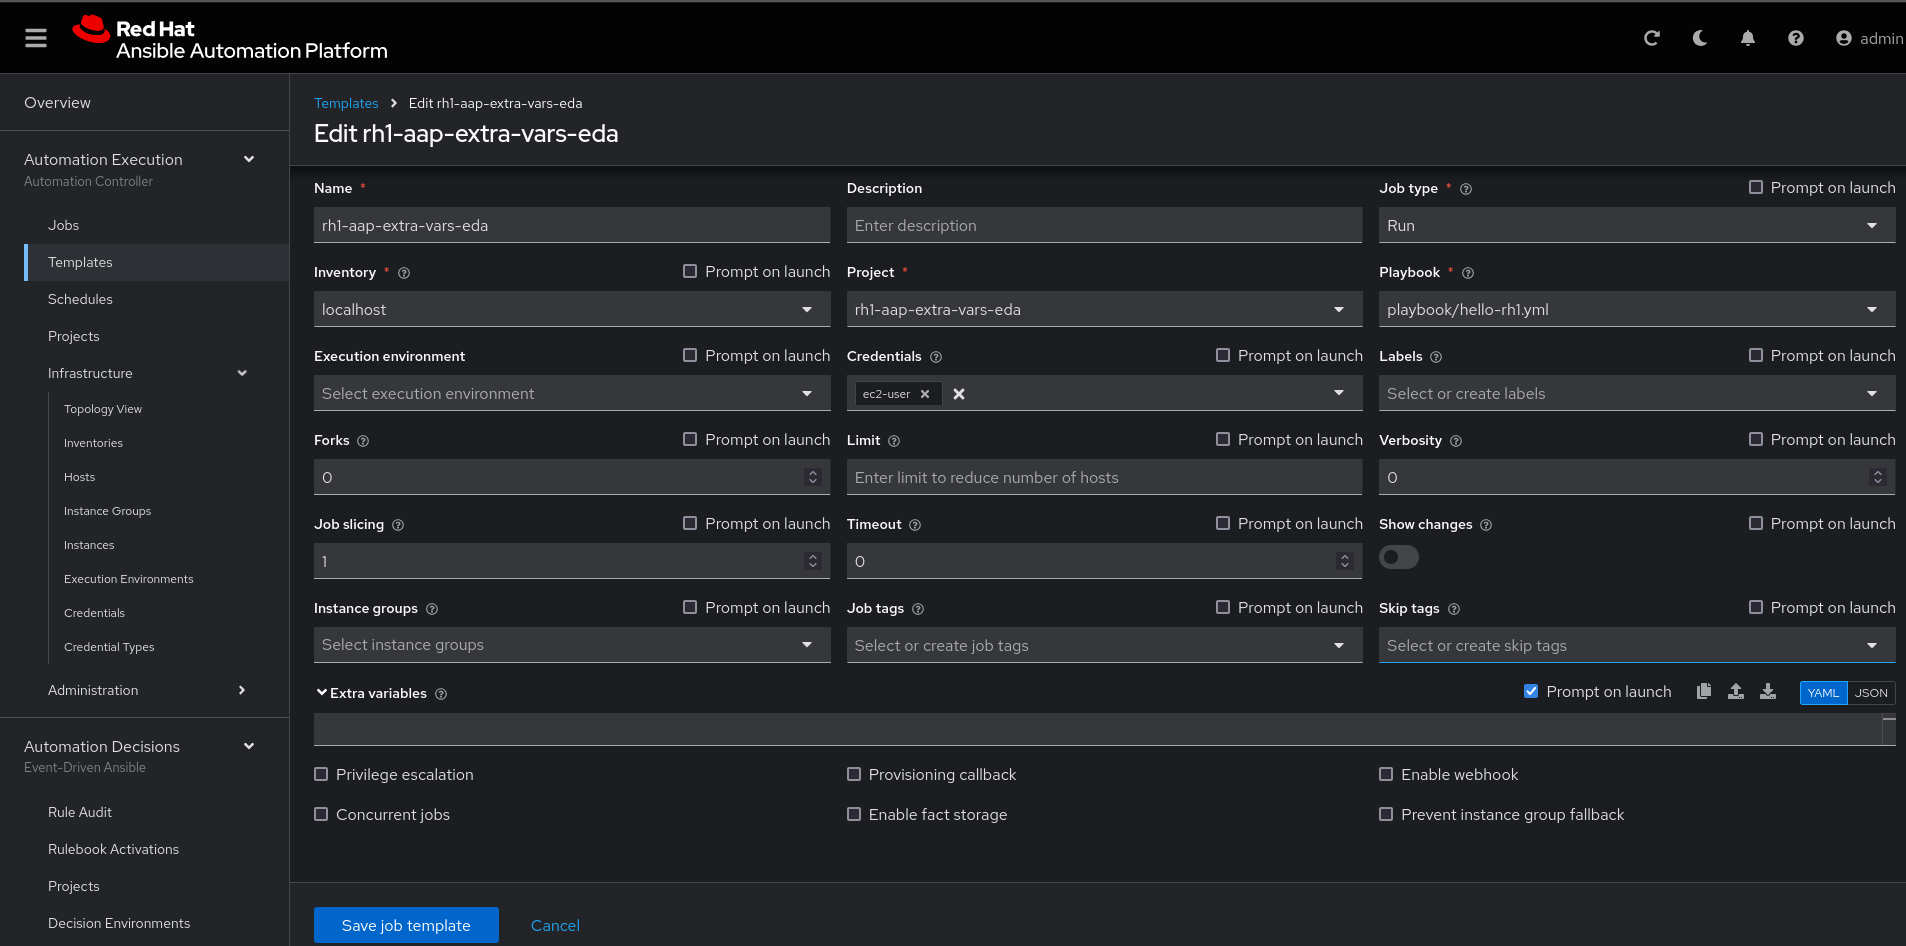 Red Hat
Ansible Automation Platform
admin
Overview
Automation Execution
Automation Controller
Jobs
Templates
Schedules
Projects
Infrastructure
Topology View
Inventories
Hosts
Instance Groups
Instances
Execution Environments
Credentials
Credential Types
Administration
Automation Decisions
Event-Driven Ansible
Rule Audit
Rulebook Activations
Projects
Decision Environments
Templates Edit rh1-aap-extra-vars-eda
Edit rh1-aap-extra-vars-eda
Name *
rh1-aap-extra-vars-eda
Description
Enter description
Job type * Prompt on launch
Run
Inventory * Prompt on launch
localhost
Project *
rh1-aap-extra-vars-eda
Playbook *
playbook/hello-rh1.yml
Execution environment Prompt on launch
Select execution environment
Credentials Prompt on launch
ec2-user
Labels Prompt on launch
Select or create labels
Forks Prompt on launch
0
Limit Prompt on launch
Enter limit to reduce number of hosts
Verbosity Prompt on launch
0
Job slicing Prompt on launch
1
Timeout Prompt on launch
0
Show changes Prompt on launch
Instance groups Prompt on launch
Select instance groups
Job tags Prompt on launch
Select or create job tags
Skip tags Prompt on launch
Select or create skip tags
Extra variables Prompt on launch YAML JSON
Privilege escalation
Provisioning callback
Enable webhook
Concurrent jobs
Enable fact storage
Prevent instance group fallback
Save job template Cancel